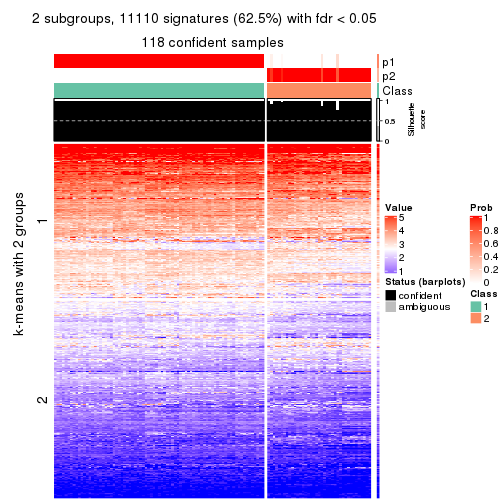 2 subgroups, 11110 signatures (62.5%) with fdr < 0.05
118 confident samples
p1
p2
Class
1
0.5
0
Silhouette
score
k-means with 2 groups
1
2
Value
5
4
3
2
1
Status (barplots)
confident
ambiguous
Prob
1
0.8
0.6
0.4
0.2
0
Class
1
2